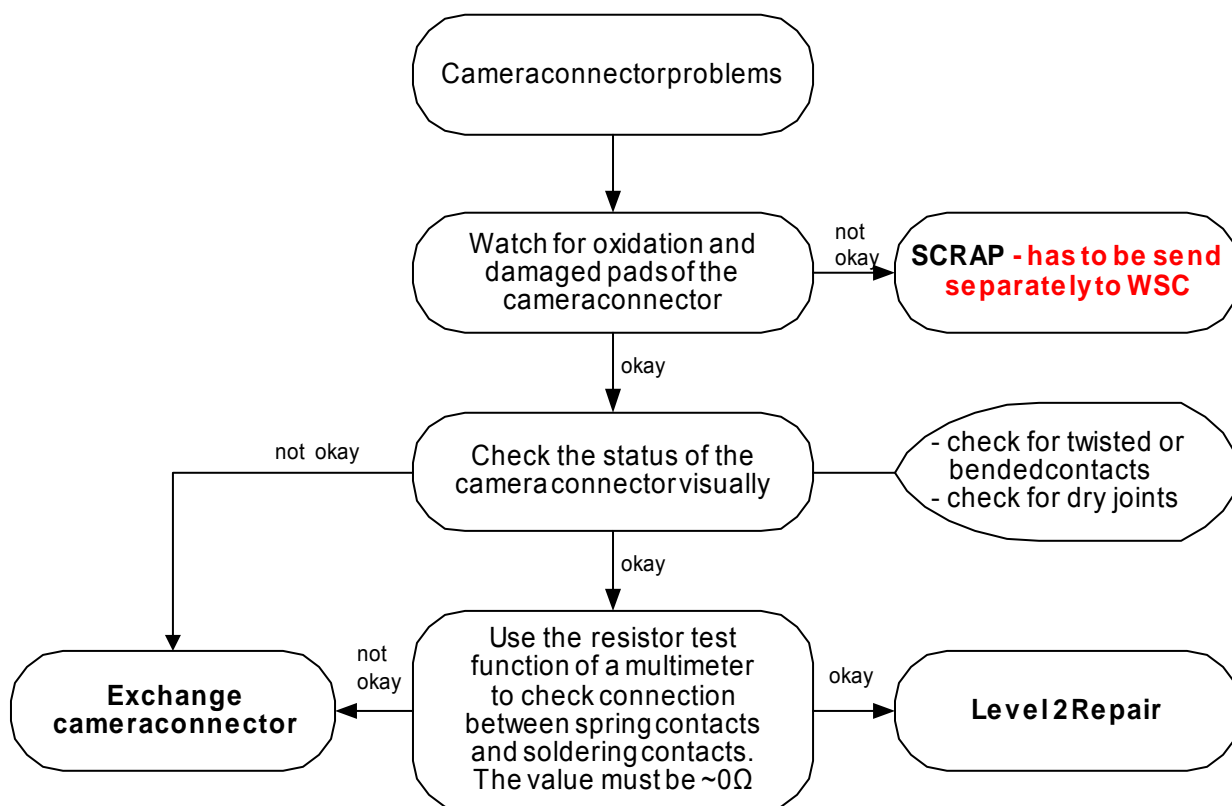 Cameraconnectorproblems
Watch for oxidation and
damaged pads of the
cameraconnector
not
okay
SCRAP - has to be send
separately to WSC
okay
not okay
Check the status of the
camera connector visually
- check for twisted or
bendedcontacts
- check for dry joints
okay
Exchange
cameraconnector
not
okay
Use the resistor test
function of a multimeter
to check connection
between spring contacts
and soldering contacts.
The value must be ~0Ω
okay
Level 2 Repair